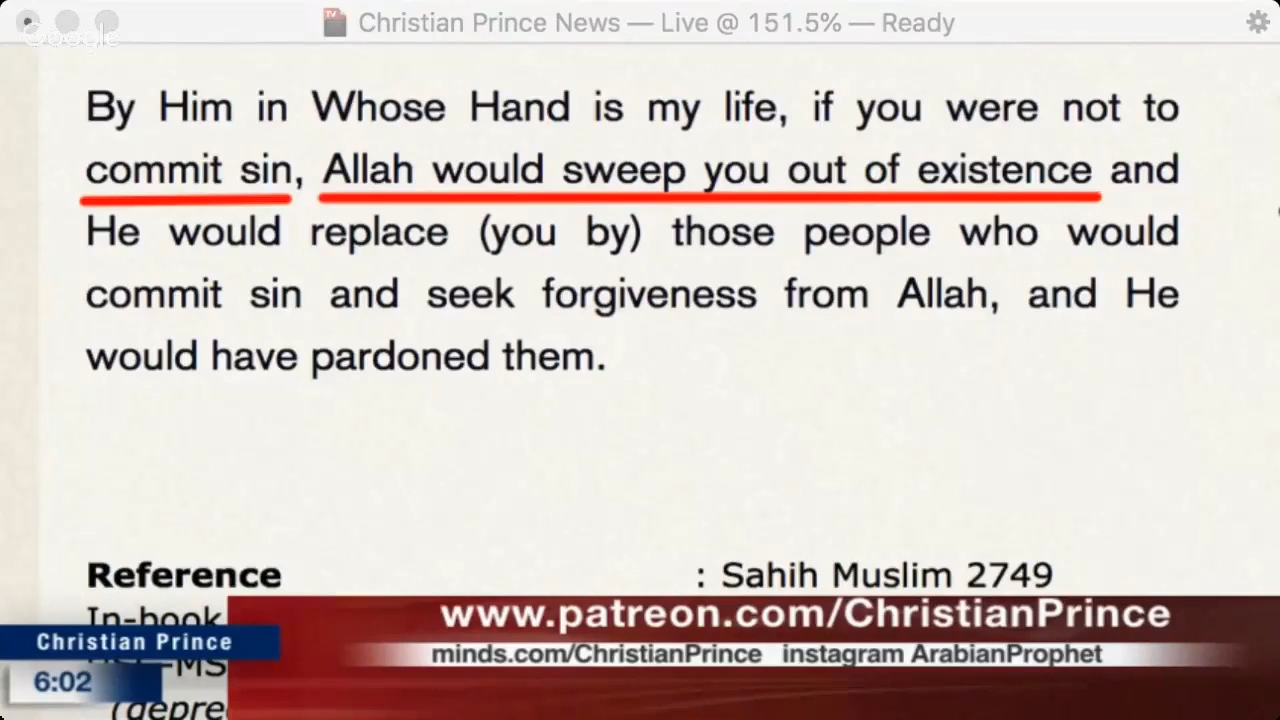 Christian Prince News — Live @ 151.5% — Ready
Google
By Him in Whose Hand is my life, if you were not to
commit sin, Allah would sweep you out of existence and
He would replace (you by) those people who would
commit sin and seek forgiveness from Allah, and He
would have pardoned them.
Reference : Sahih Muslim 2749
In-book
www.patreon.com/ChristianPrince
Christian Prince
minds.com/ChristianPrince instagram ArabianProphet
6:02